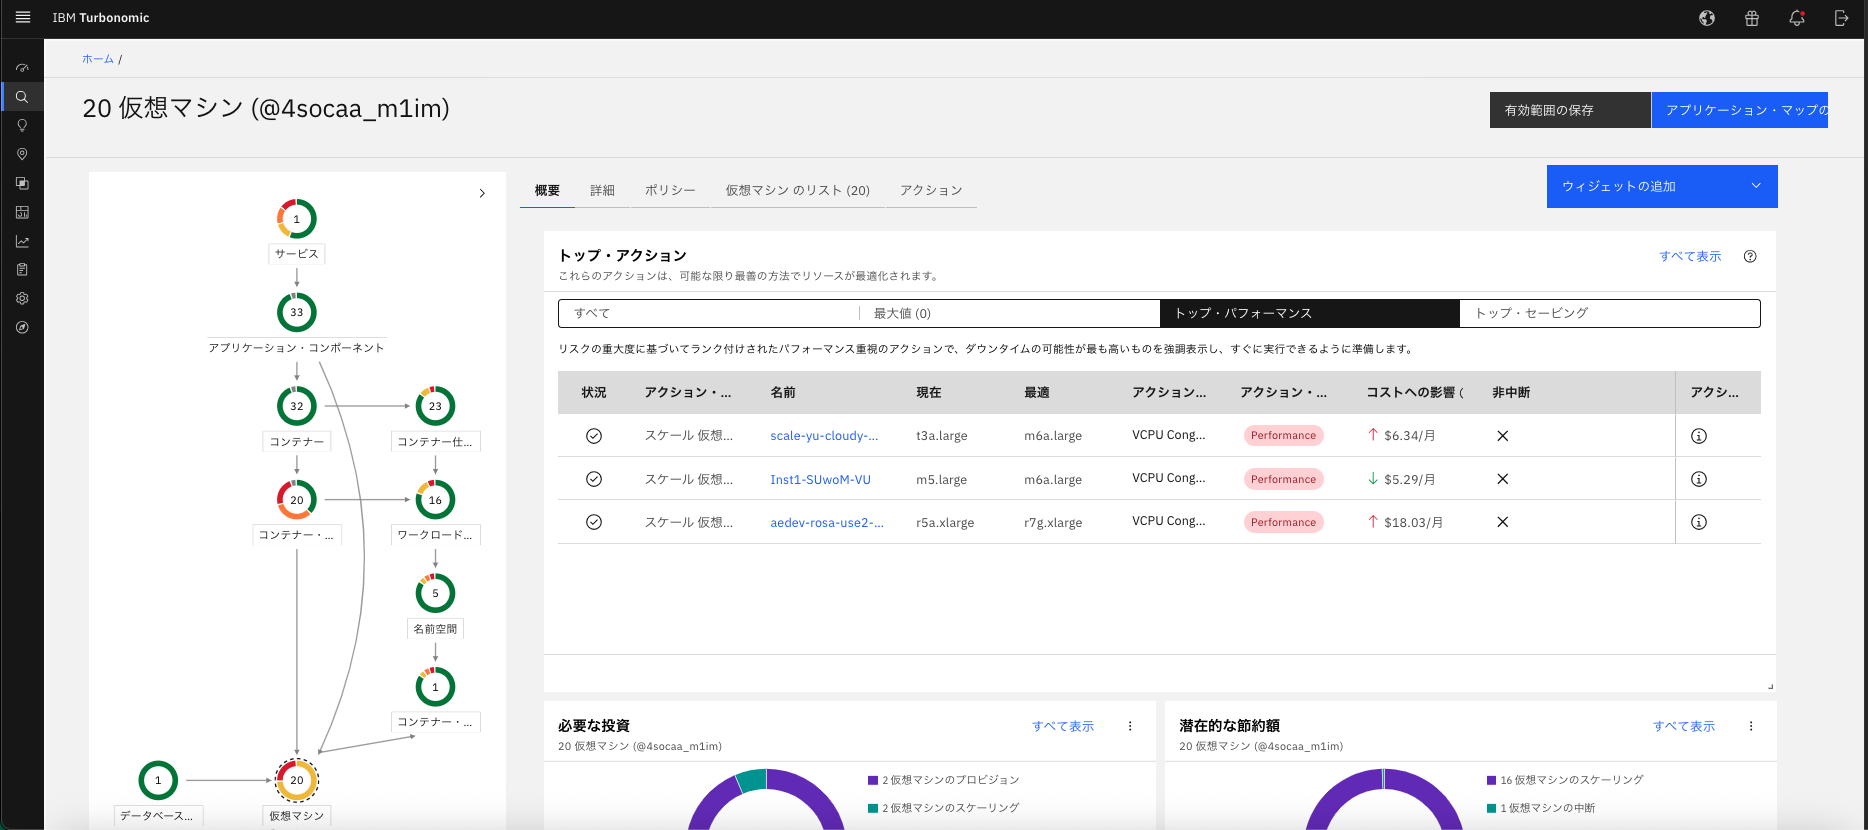 IBM Turbonomic
ホーム /
20 仮想マシン (@4socaa_m1im)
有効範囲の保存
アプリケーション・マップの
1
サービス
33
アプリケーション・コンポーネント
32
23
コンテナー
コンテナー仕...
20
16
コンテナー・...
ワークロード...
5
名前空間
1
コンテナー・...
1
20
データベース...
仮想マシン
概要 詳細 ポリシー 仮想マシン のリスト (20) アクション
ウィジェットの追加
トップ・アクション
すべて表示
これらのアクションは、可能な限り最善の方法でリソースが最適化されます。
すべて 最大値 (0) トップ・パフォーマンス トップ・セービング
リスクの重大度に基づいてランク付けされたパフォーマンス重視のアクションで、ダウンタイムの可能性が最も高いものを強調表示し、すぐに実行できるように準備します。
状況 アクション・... 名前 現在 最適 アクション... アクション・... コストへの影響 ( 非中断 アクシ...
スケール 仮想... scale-yu-cloudy-... t3a.large m6a.large VCPU Cong... Performance ↑ $6.34/月
スケール 仮想... Inst1-SUwoM-VU m5.large m6a.large VCPU Cong... Performance ↓ $5.29/月
スケール 仮想... aedev-rosa-use2-... r5a.xlarge r7g.xlarge VCPU Cong... Performance ↑ $18.03/月
必要な投資
すべて表示
20 仮想マシン (@4socaa_m1im)
2 仮想マシンのプロビジョン
2 仮想マシンのスケーリング
潜在的な節約額
すべて表示
20 仮想マシン (@4socaa_m1im)
16 仮想マシンのスケーリング
1 仮想マシンの中断